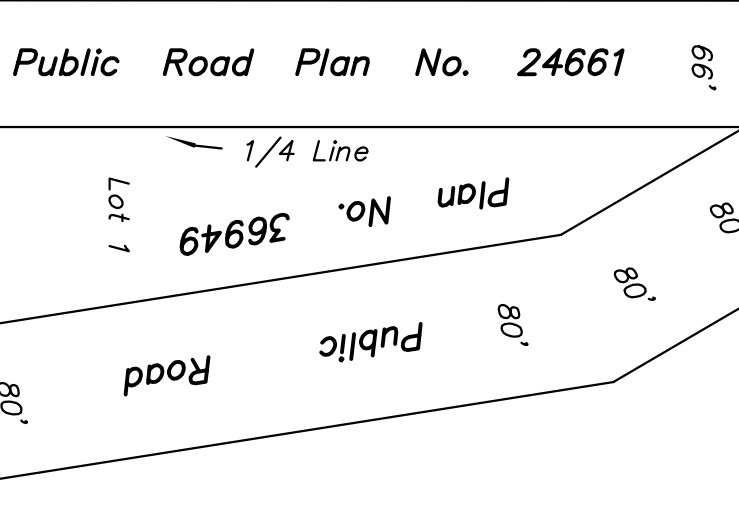 Public Road Plan No. 24661
66'
1/4 Line
Lot 1
Plan No. 36949
Public Road
80'
80'
80
80'